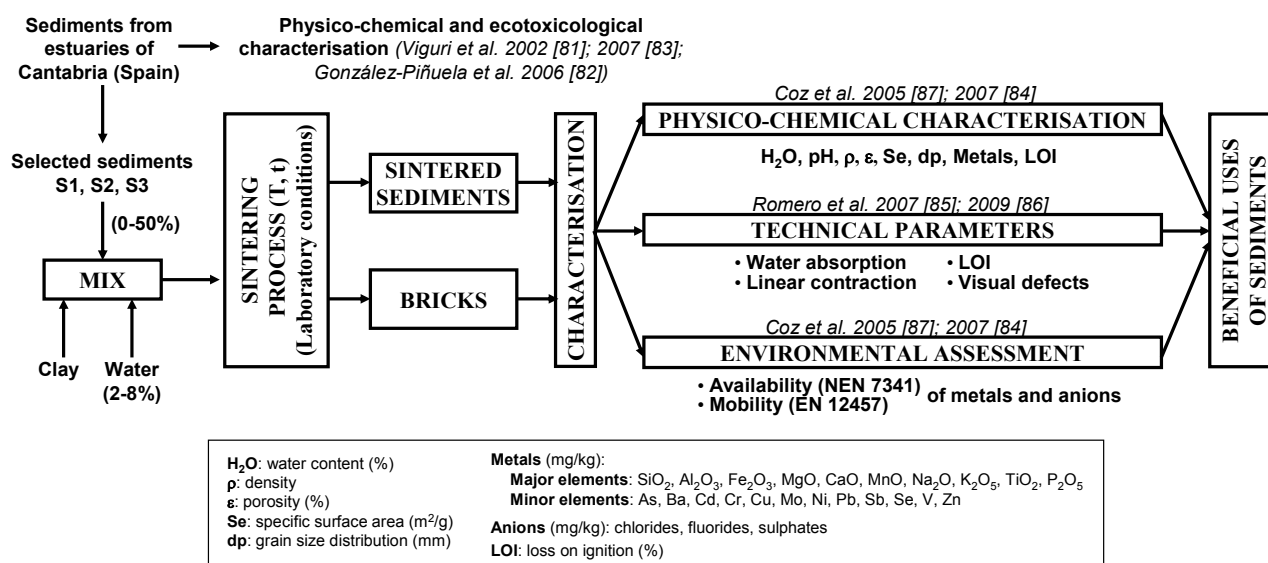 Sediments from
estuaries of
Cantabria (Spain)
Physico-chemical and ecotoxicological
characterisation (Viguri et al. 2002 [81]; 2007 [83];
González-Piñuela et al. 2006 [82])
Selected sediments
S1, S2, S3
(0-50%)
MIX
Clay
Water
(2-8%)
SINTERING
PROCESS (T, t)
(Laboratory conditions)
SINTERED
SEDIMENTS
BRICKS
CHARACTERISATION
Coz et al. 2005 [87]; 2007 [84]
PHYSICO-CHEMICAL CHARACTERISATION
H₂O, pH, ρ, ε, Se, dp, Metals, LOI
Romero et al. 2007 [85]; 2009 [86]
TECHNICAL PARAMETERS
• Water absorption • LOI
• Linear contraction • Visual defects
Coz et al. 2005 [87]; 2007 [84]
ENVIRONMENTAL ASSESSMENT
• Availability (NEN 7341)
• Mobility (EN 12457)
of metals and anions
BENEFICIAL USES
OF SEDIMENTS
H₂O: water content (%)
ρ: density
ε: porosity (%)
Se: specific surface area (m²/g)
dp: grain size distribution (mm)
Metals (mg/kg):
Major elements: SiO₂, Al₂O₃, Fe₂O₃, MgO, CaO, MnO, Na₂O, K₂O₅, TiO₂, P₂O₅
Minor elements: As, Ba, Cd, Cr, Cu, Mo, Ni, Pb, Sb, Se, V, Zn
Anions (mg/kg): chlorides, fluorides, sulphates
LOI: loss on ignition (%)